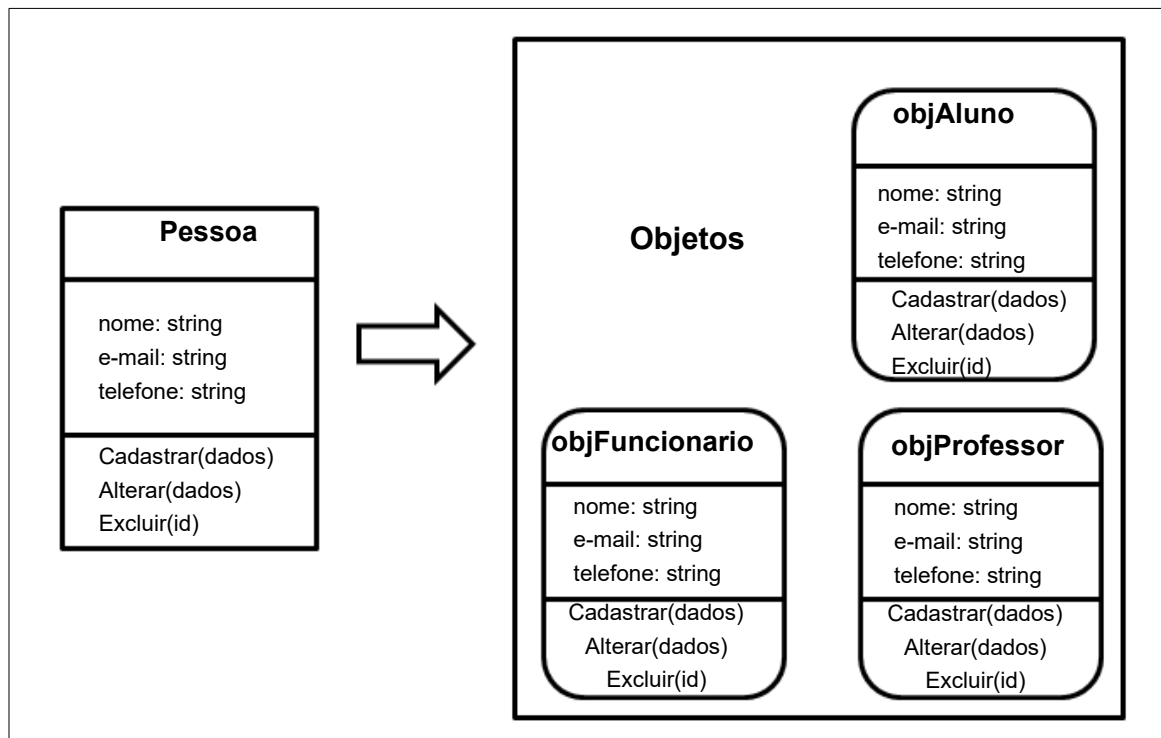 Pessoa
nome: string
e-mail: string
telefone: string
Cadastrar(dados)
Alterar(dados)
Excluir(id)
Objetos
objAluno
nome: string
e-mail: string
telefone: string
Cadastrar(dados)
Alterar(dados)
Excluir(id)
objFuncionario
nome: string
e-mail: string
telefone: string
Cadastrar(dados)
Alterar(dados)
Excluir(id)
objProfessor
nome: string
e-mail: string
telefone: string
Cadastrar(dados)
Alterar(dados)
Excluir(id)